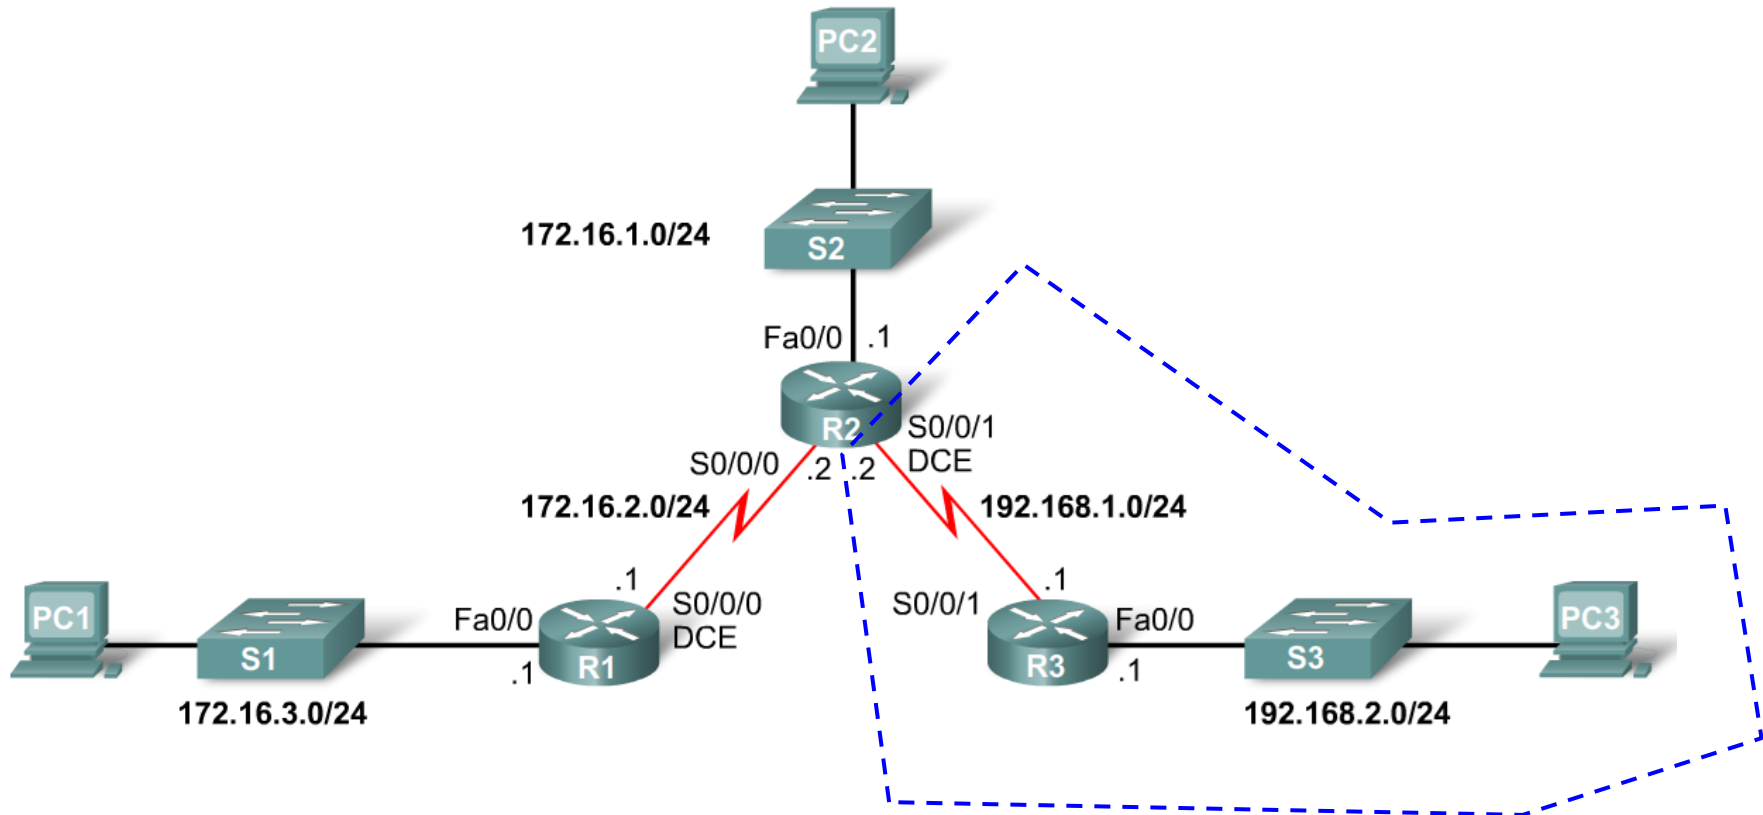 PC2
172.16.1.0/24
S2
Fa0/0 .1
R2
S0/0/1
DCE
S0/0/0
.2 .2
172.16.2.0/24
192.168.1.0/24
.1
S0/0/0
DCE
PC1
S1
Fa0/0
.1
R1
172.16.3.0/24
.1
S0/0/1
Fa0/0
R3
.1
S3
PC3
192.168.2.0/24